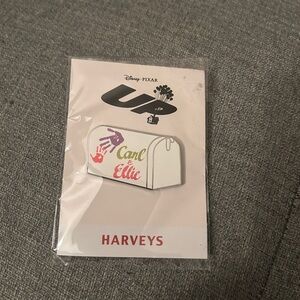 Disney·PIXAR
UP
Carl
&
Ellie
HARVEYS